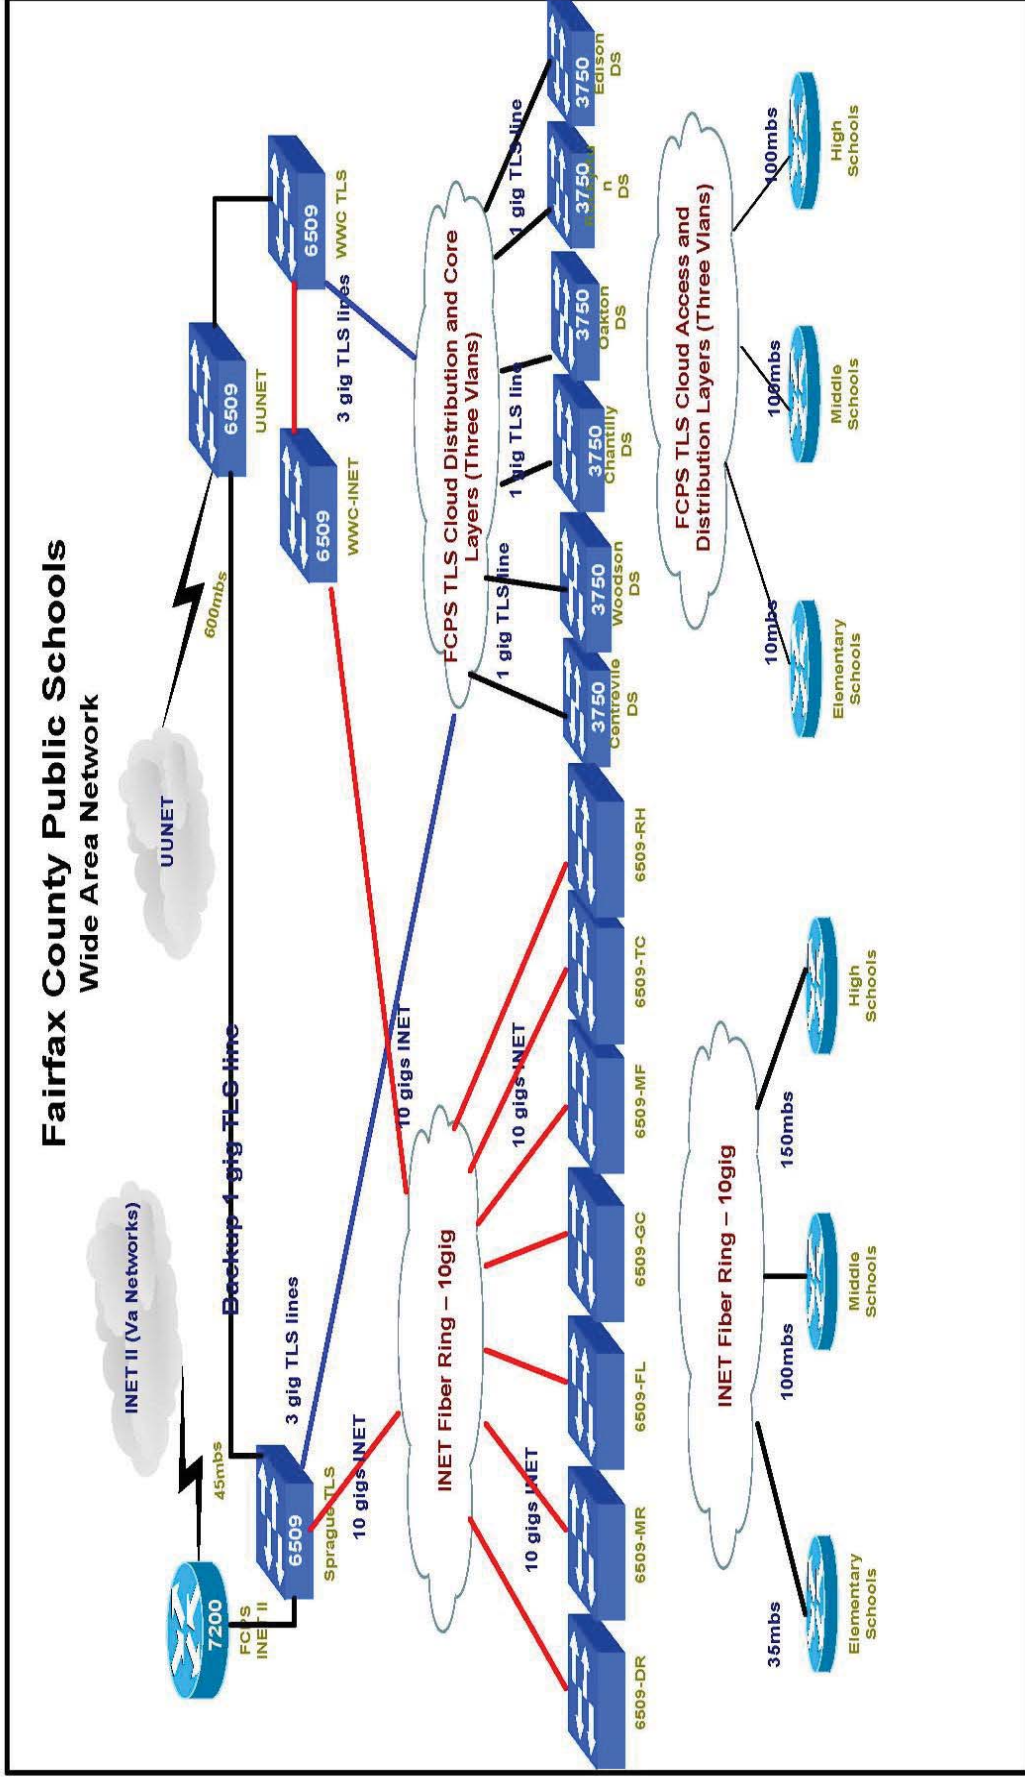 Fairfax County Public Schools
Wide Area Network
INET II (Va Networks)
UUNET
45mbs
600mbs
7200
FCPS
INET II
Backup 1 gig TLS line
6509
UUNET
6509
Sprague TLS
3 gig TLS lines
6509
WWC-INET
6509
WWC TLS
3 gig TLS lines
10 gigs INET
10 gigs INET
INET Fiber Ring – 10gig
FCPS TLS Cloud Distribution and Core
Layers (Three Vlans)
10 gigs INET
10 gigs INET
1 gig TLS line
1 gig TLS line
1 gig TLS line
6509-DR
6509-MR
6509-FL
6509-GC
6509-MF
6509-TC
6509-RH
3750
Centreville
DS
3750
Woodson
DS
3750
Chantilly
DS
3750
Oakton
DS
3750
n
DS
3750
Edison
DS
INET Fiber Ring – 10gig
FCPS TLS Cloud Access and
Distribution Layers (Three Vlans)
35mbs
100mbs
150mbs
10mbs
100mbs
100mbs
Elementary
Schools
Middle
Schools
High
Schools
Elementary
Schools
Middle
Schools
High
Schools